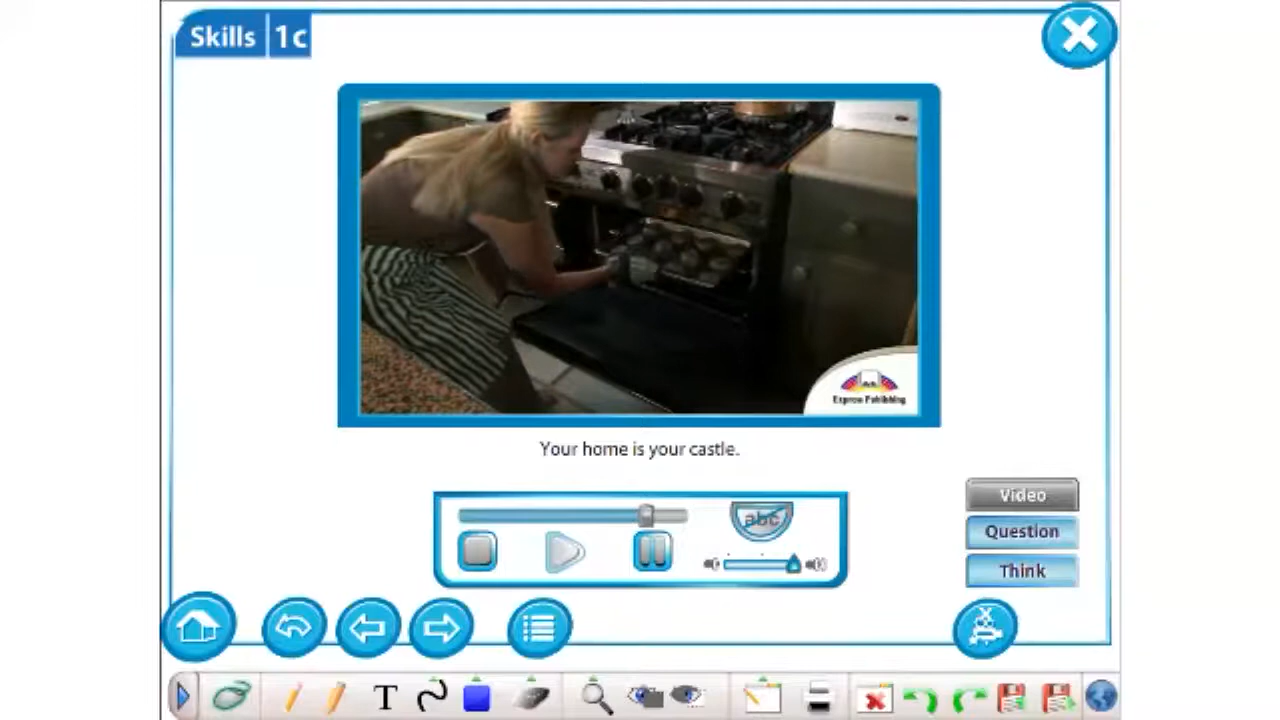 Skills 1c
Express Publishing
Your home is your castle.
abc
Video
Question
Think
T